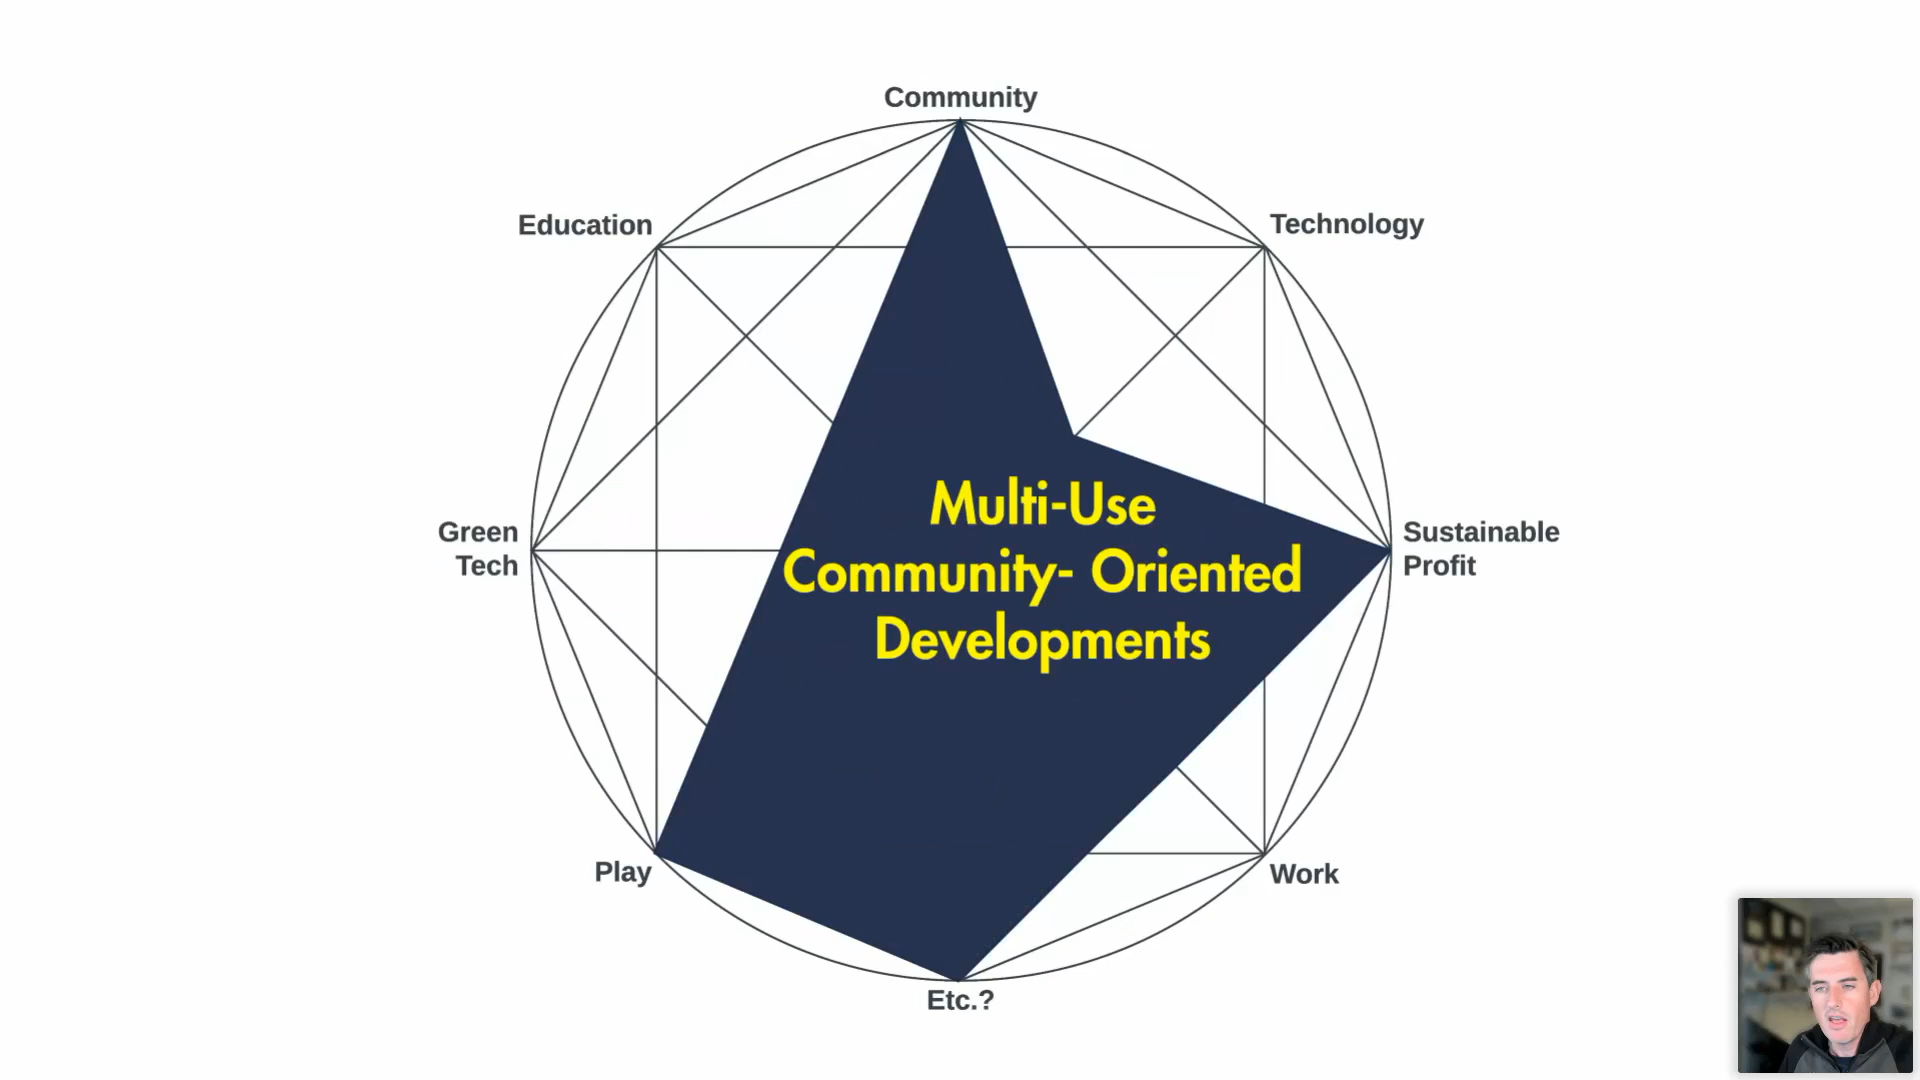 Community
Education
Technology
Multi-Use
Community- Oriented
Developments
Green
Tech
Sustainable
Profit
Play
Work
Etc.?